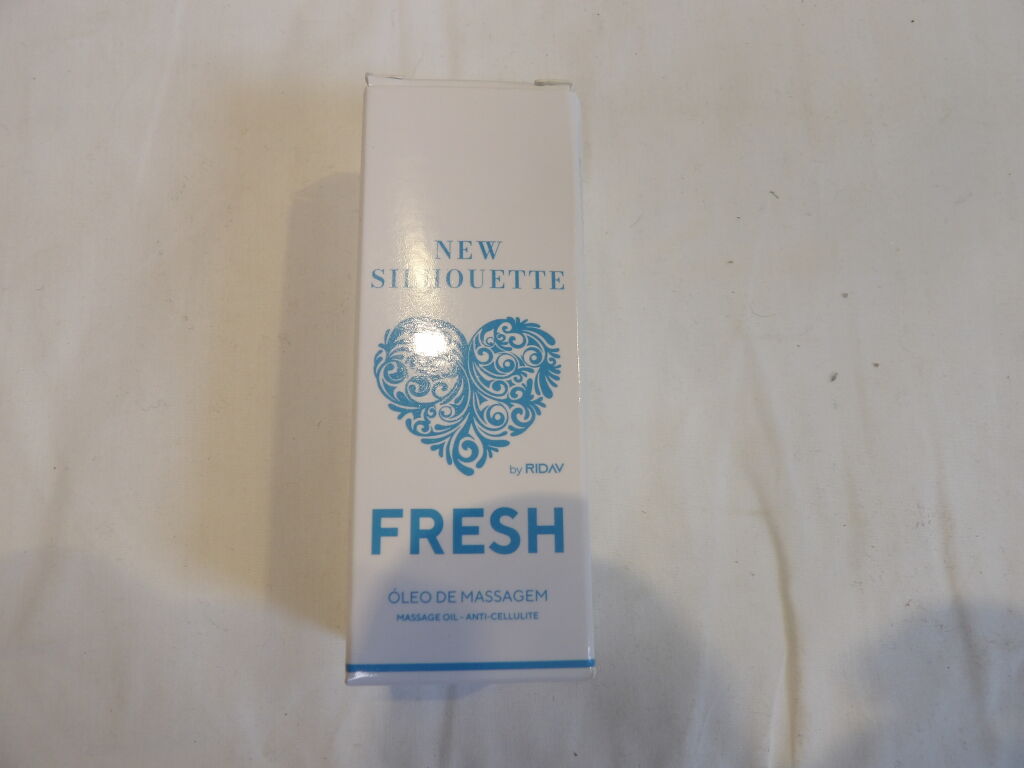 NEW
SILHOUETTE
by RIDAV
FRESH
ÓLEO DE MASSAGEM
MASSAGE OIL - ANTI-CELLULITE